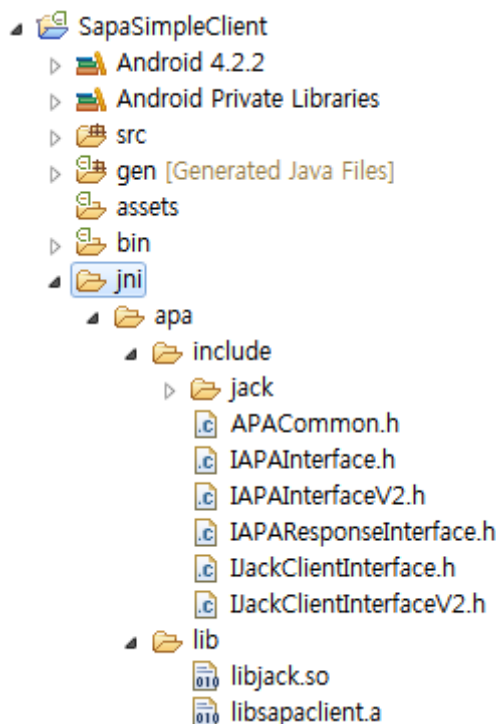 SapaSimpleClient
Android 4.2.2
Android Private Libraries
src
gen [Generated Java Files]
assets
bin
jni
apa
include
jack
APACommon.h
IAPAInterface.h
IAPAInterfaceV2.h
IAPAResponseInterface.h
IJackClientInterface.h
IJackClientInterfaceV2.h
lib
libjack.so
libsapaclient.a